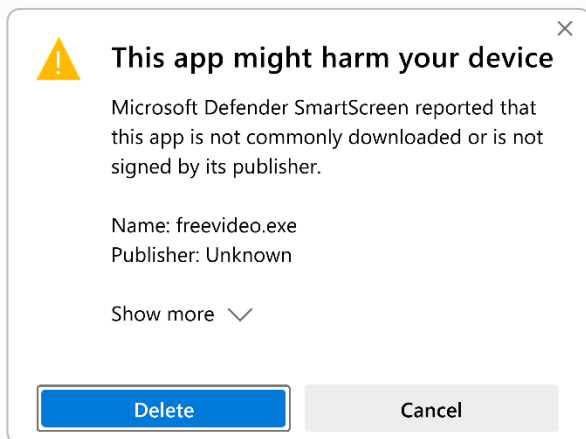 This app might harm your device
Microsoft Defender SmartScreen reported that
this app is not commonly downloaded or is not
signed by its publisher.
Name: freevideo.exe
Publisher: Unknown
Show more
Delete
Cancel